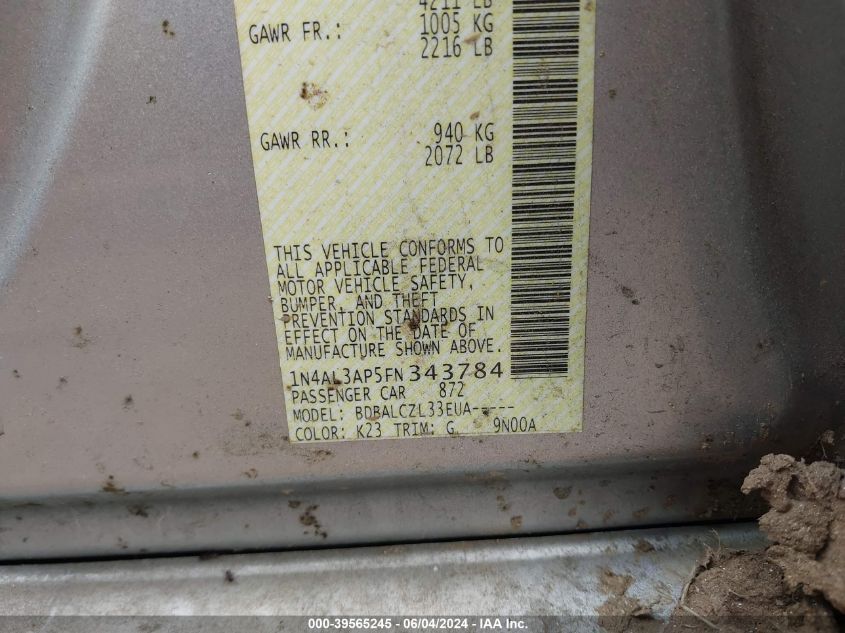 4211 LB
GAWR FR.: 1005 KG
2216 LB
GAWR RR.: 940 KG
2072 LB
THIS VEHICLE CONFORMS TO
ALL APPLICABLE FEDERAL
MOTOR VEHICLE SAFETY,
BUMPER, AND THEFT
PREVENTION STANDARDS IN
EFFECT ON THE DATE OF
MANUFACTURE SHOWN ABOVE.
1N4AL3AP5FN343784
PASSENGER CAR 872
MODEL: BDBALCZL33EUA-----
COLOR: K23 TRIM: G 9N00A
000-39565245 - 06/04/2024 - IAA Inc.